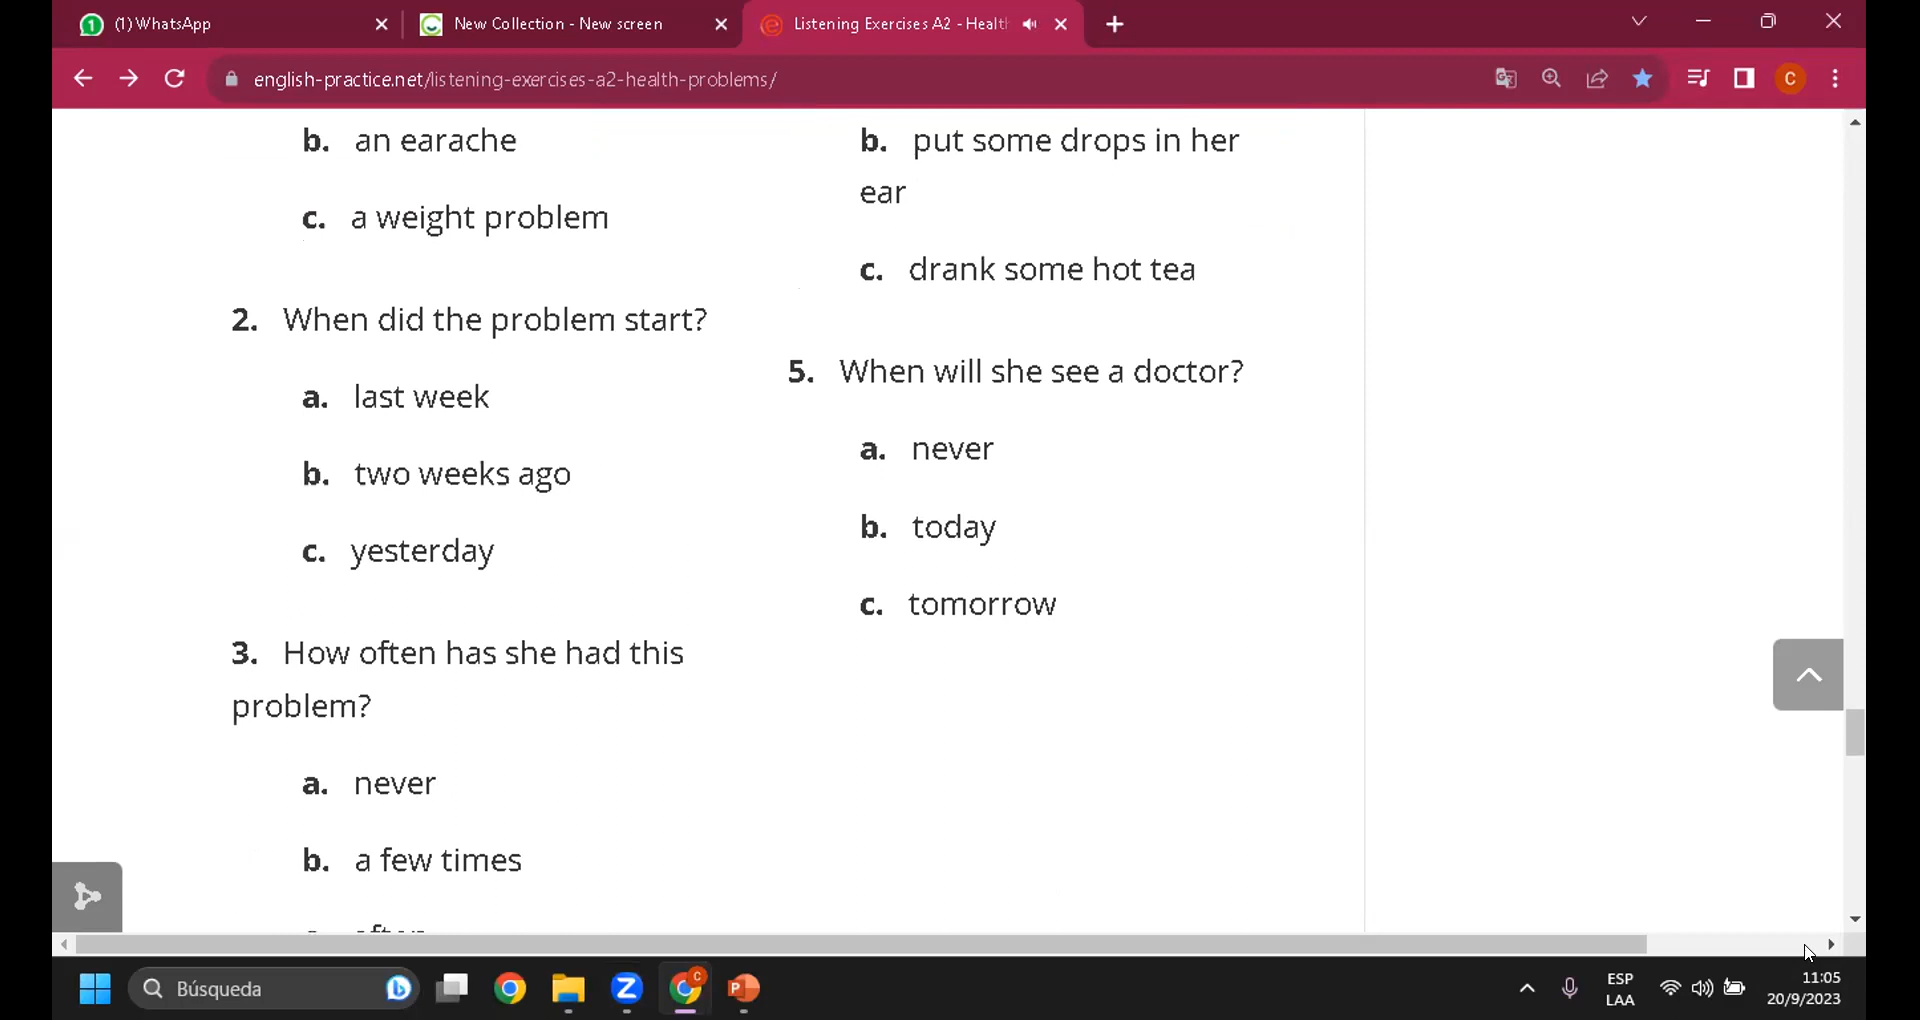 (1) WhatsApp
New Collection - New screen
Listening Exercises A2 - Healt
english-practice.net/listening-exercises-a2-health-problems/
C
b. an earache
c. a weight problem
2. When did the problem start?
a. last week
b. two weeks ago
c. yesterday
3. How often has she had this
problem?
a. never
b. a few times
b. put some drops in her
ear
c. drank some hot tea
5. When will she see a doctor?
a. never
b. today
c. tomorrow
Búsqueda
ESP
LAA
11:05
20/9/2023